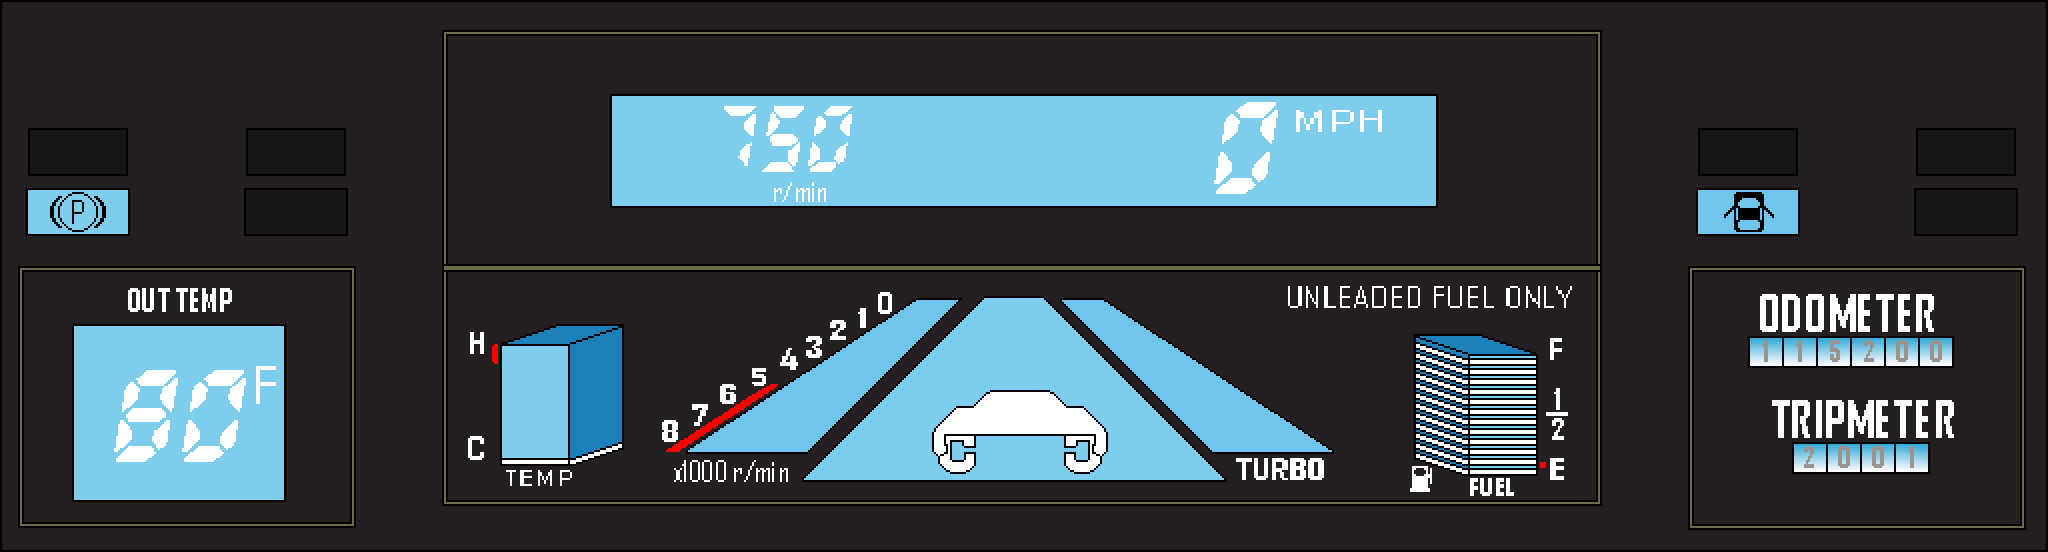 750
r/min
0 MPH
P
OUT TEMP
80 F
H
C
TEMP
0
1
2
3
4
5
6
7
8
x1000 r/min
TURBO
UNLEADED FUEL ONLY
F
1/2
E
FUEL
ODOMETER
115200
TRIPMETER
2001